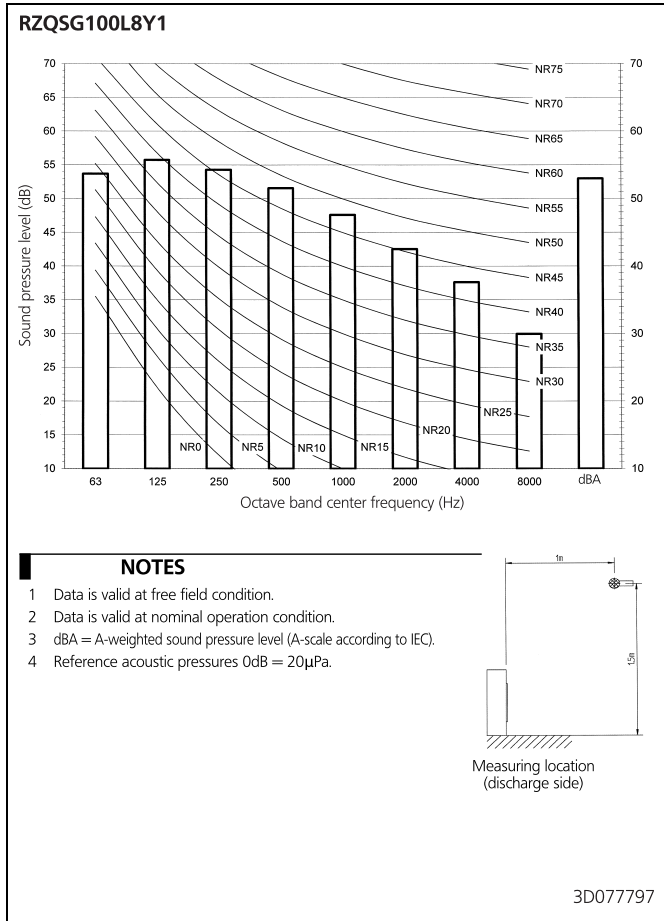 RZQSG100L8Y1
Sound pressure level (dB)
70
65
60
55
50
45
40
35
30
25
20
15
10
70
60
50
40
30
20
10
NR75
NR70
NR65
NR60
NR55
NR50
NR45
NR40
NR35
NR30
NR25
NR20
NR0 NR5 NR10 NR15
63 125 250 500 1000 2000 4000 8000 dBA
Octave band center frequency (Hz)
NOTES
1 Data is valid at free field condition.
2 Data is valid at nominal operation condition.
3 dBA = A-weighted sound pressure level (A-scale according to IEC).
4 Reference acoustic pressures 0dB = 20µPa.
1m
1.5m
Measuring location
(discharge side)
3D077797